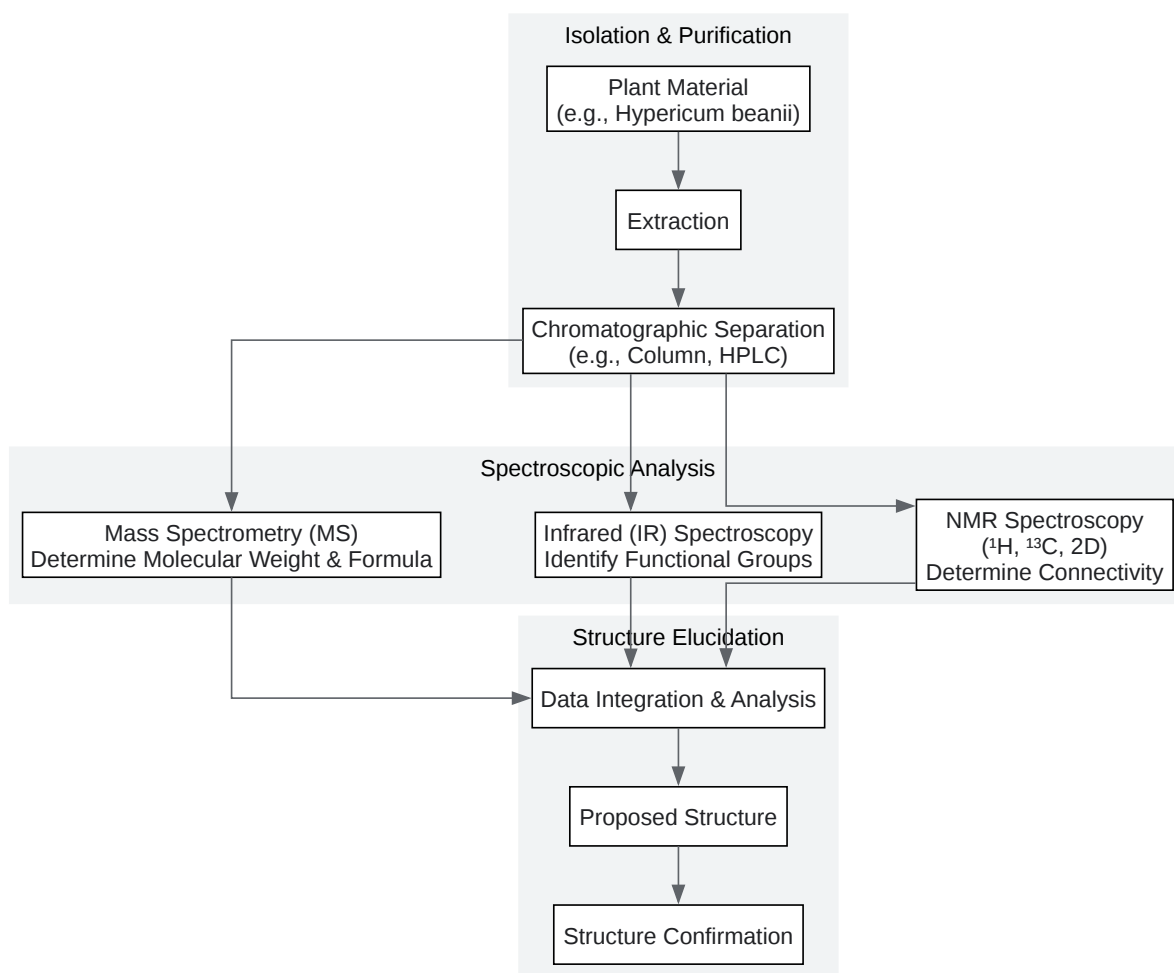 Isolation & Purification
Plant Material
(e.g., Hypericum beanii)
Extraction
Chromatographic Separation
(e.g., Column, HPLC)
Spectroscopic Analysis
Mass Spectrometry (MS)
Determine Molecular Weight & Formula
Infrared (IR) Spectroscopy
Identify Functional Groups
NMR Spectroscopy
(¹H, ¹³C, 2D)
Determine Connectivity
Structure Elucidation
Data Integration & Analysis
Proposed Structure
Structure Confirmation